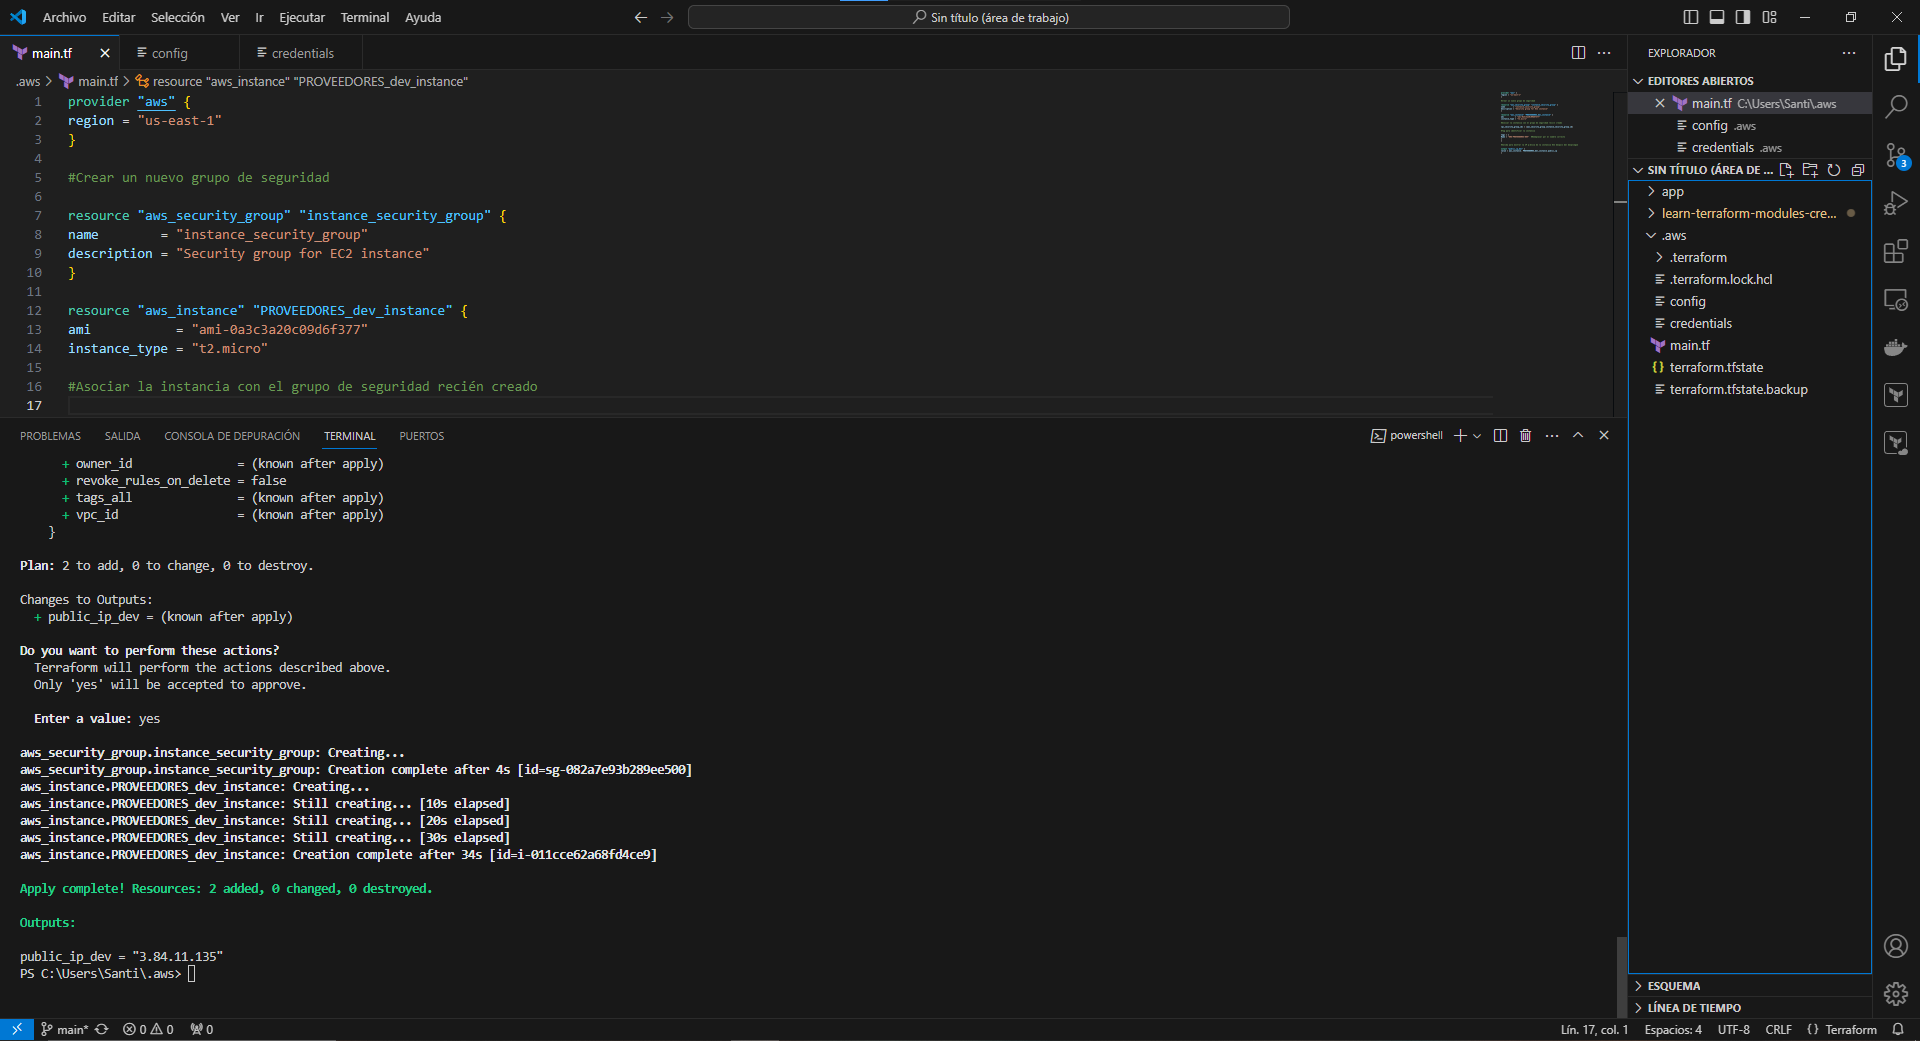 Archivo Editar Selección Ver Ir Ejecutar Terminal Ayuda
Sin título (área de trabajo)
main.tf config credentials
.aws > main.tf > resource "aws_instance" "PROVEEDORES_dev_instance"
1 provider "aws" {
2 region = "us-east-1"
3 }
4
5 #Crear un nuevo grupo de seguridad
6
7 resource "aws_security_group" "instance_security_group" {
8 name        = "instance_security_group"
9 description = "Security group for EC2 instance"
10 }
11
12 resource "aws_instance" "PROVEEDORES_dev_instance" {
13 ami           = "ami-0a3c3a20c09d6f377"
14 instance_type = "t2.micro"
15
16 #Asociar la instancia con el grupo de seguridad recién creado
17
PROBLEMAS SALIDA CONSOLA DE DEPURACIÓN TERMINAL PUERTOS
powershell
+ owner_id               = (known after apply)
+ revoke_rules_on_delete = false
+ tags_all               = (known after apply)
+ vpc_id                 = (known after apply)
}
Plan: 2 to add, 0 to change, 0 to destroy.
Changes to Outputs:
+ public_ip_dev = (known after apply)
Do you want to perform these actions?
Terraform will perform the actions described above.
Only 'yes' will be accepted to approve.
Enter a value: yes
aws_security_group.instance_security_group: Creating...
aws_security_group.instance_security_group: Creation complete after 4s [id=sg-082a7e93b289ee500]
aws_instance.PROVEEDORES_dev_instance: Creating...
aws_instance.PROVEEDORES_dev_instance: Still creating... [10s elapsed]
aws_instance.PROVEEDORES_dev_instance: Still creating... [20s elapsed]
aws_instance.PROVEEDORES_dev_instance: Still creating... [30s elapsed]
aws_instance.PROVEEDORES_dev_instance: Creation complete after 34s [id=i-011cce62a68fd4ce9]
Apply complete! Resources: 2 added, 0 changed, 0 destroyed.
Outputs:
public_ip_dev = "3.84.11.135"
PS C:\Users\Santi\.aws>
EXPLORADOR
EDITORES ABIERTOS
main.tf C:\Users\Santi\.aws
config .aws
credentials .aws
SIN TÍTULO (ÁREA DE ...
app
learn-terraform-modules-cre...
.aws
.terraform
.terraform.lock.hcl
config
credentials
main.tf
terraform.tfstate
terraform.tfstate.backup
ESQUEMA
LÍNEA DE TIEMPO
3
main* 0 0 0
Lín. 17, col. 1 Espacios: 4 UTF-8 CRLF {} Terraform